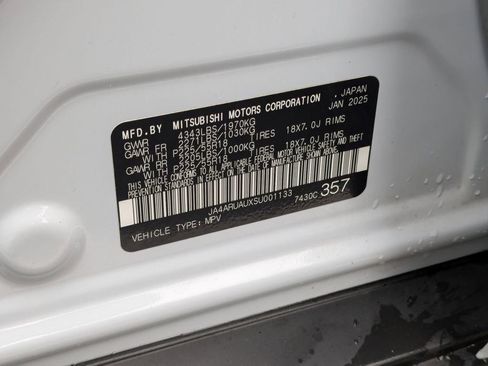 MFD.BY MITSUBISHI MOTORS CORPORATION , JAPAN
GVWR 4343LBS/1970KG JAN 2025
GAWR FR 2271LBS/1030KG
WITH P225/55R18 TIRES 18X7.0J RIMS
GAWR RR 2205LBS/1000KG
WITH P225/55R18 TIRES 18X7.0J RIMS
THIS VEHICLE CONFORMS TO ALL APPLICABLE
FEDERAL MOTOR VEHICLE SAFETY, BUMPER, AND THEFT
PREVENTION STANDARDS IN EFFECT ON THE DATE OF
MANUFACTURE SHOWN ABOVE.
JA4ARUAUXSU001133 7430C 357
VEHICLE TYPE: MPV